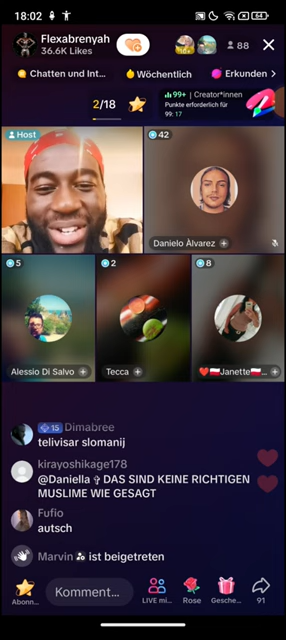 18:02
64
Flexabrenyah
36.6K Likes
88
Chatten und Int...
Wöchentlich
Erkunden
2/18
99+ | Creator*innen
Punkte erforderlich für
99: 17
Host
42
Danielo Àlvarez +
5
2
8
Alessio Di Salvo +
Tecca +
Janette ... +
15 Dimabree
telivisar slomanij
kirayoshikage178
@Daniella ✞ DAS SIND KEINE RICHTIGEN
MUSLIME WIE GESAGT
Fufio
autsch
Marvin ist beigetreten
Abonn...
Komment...
LIVE mi...
Rose
Gesche...
91